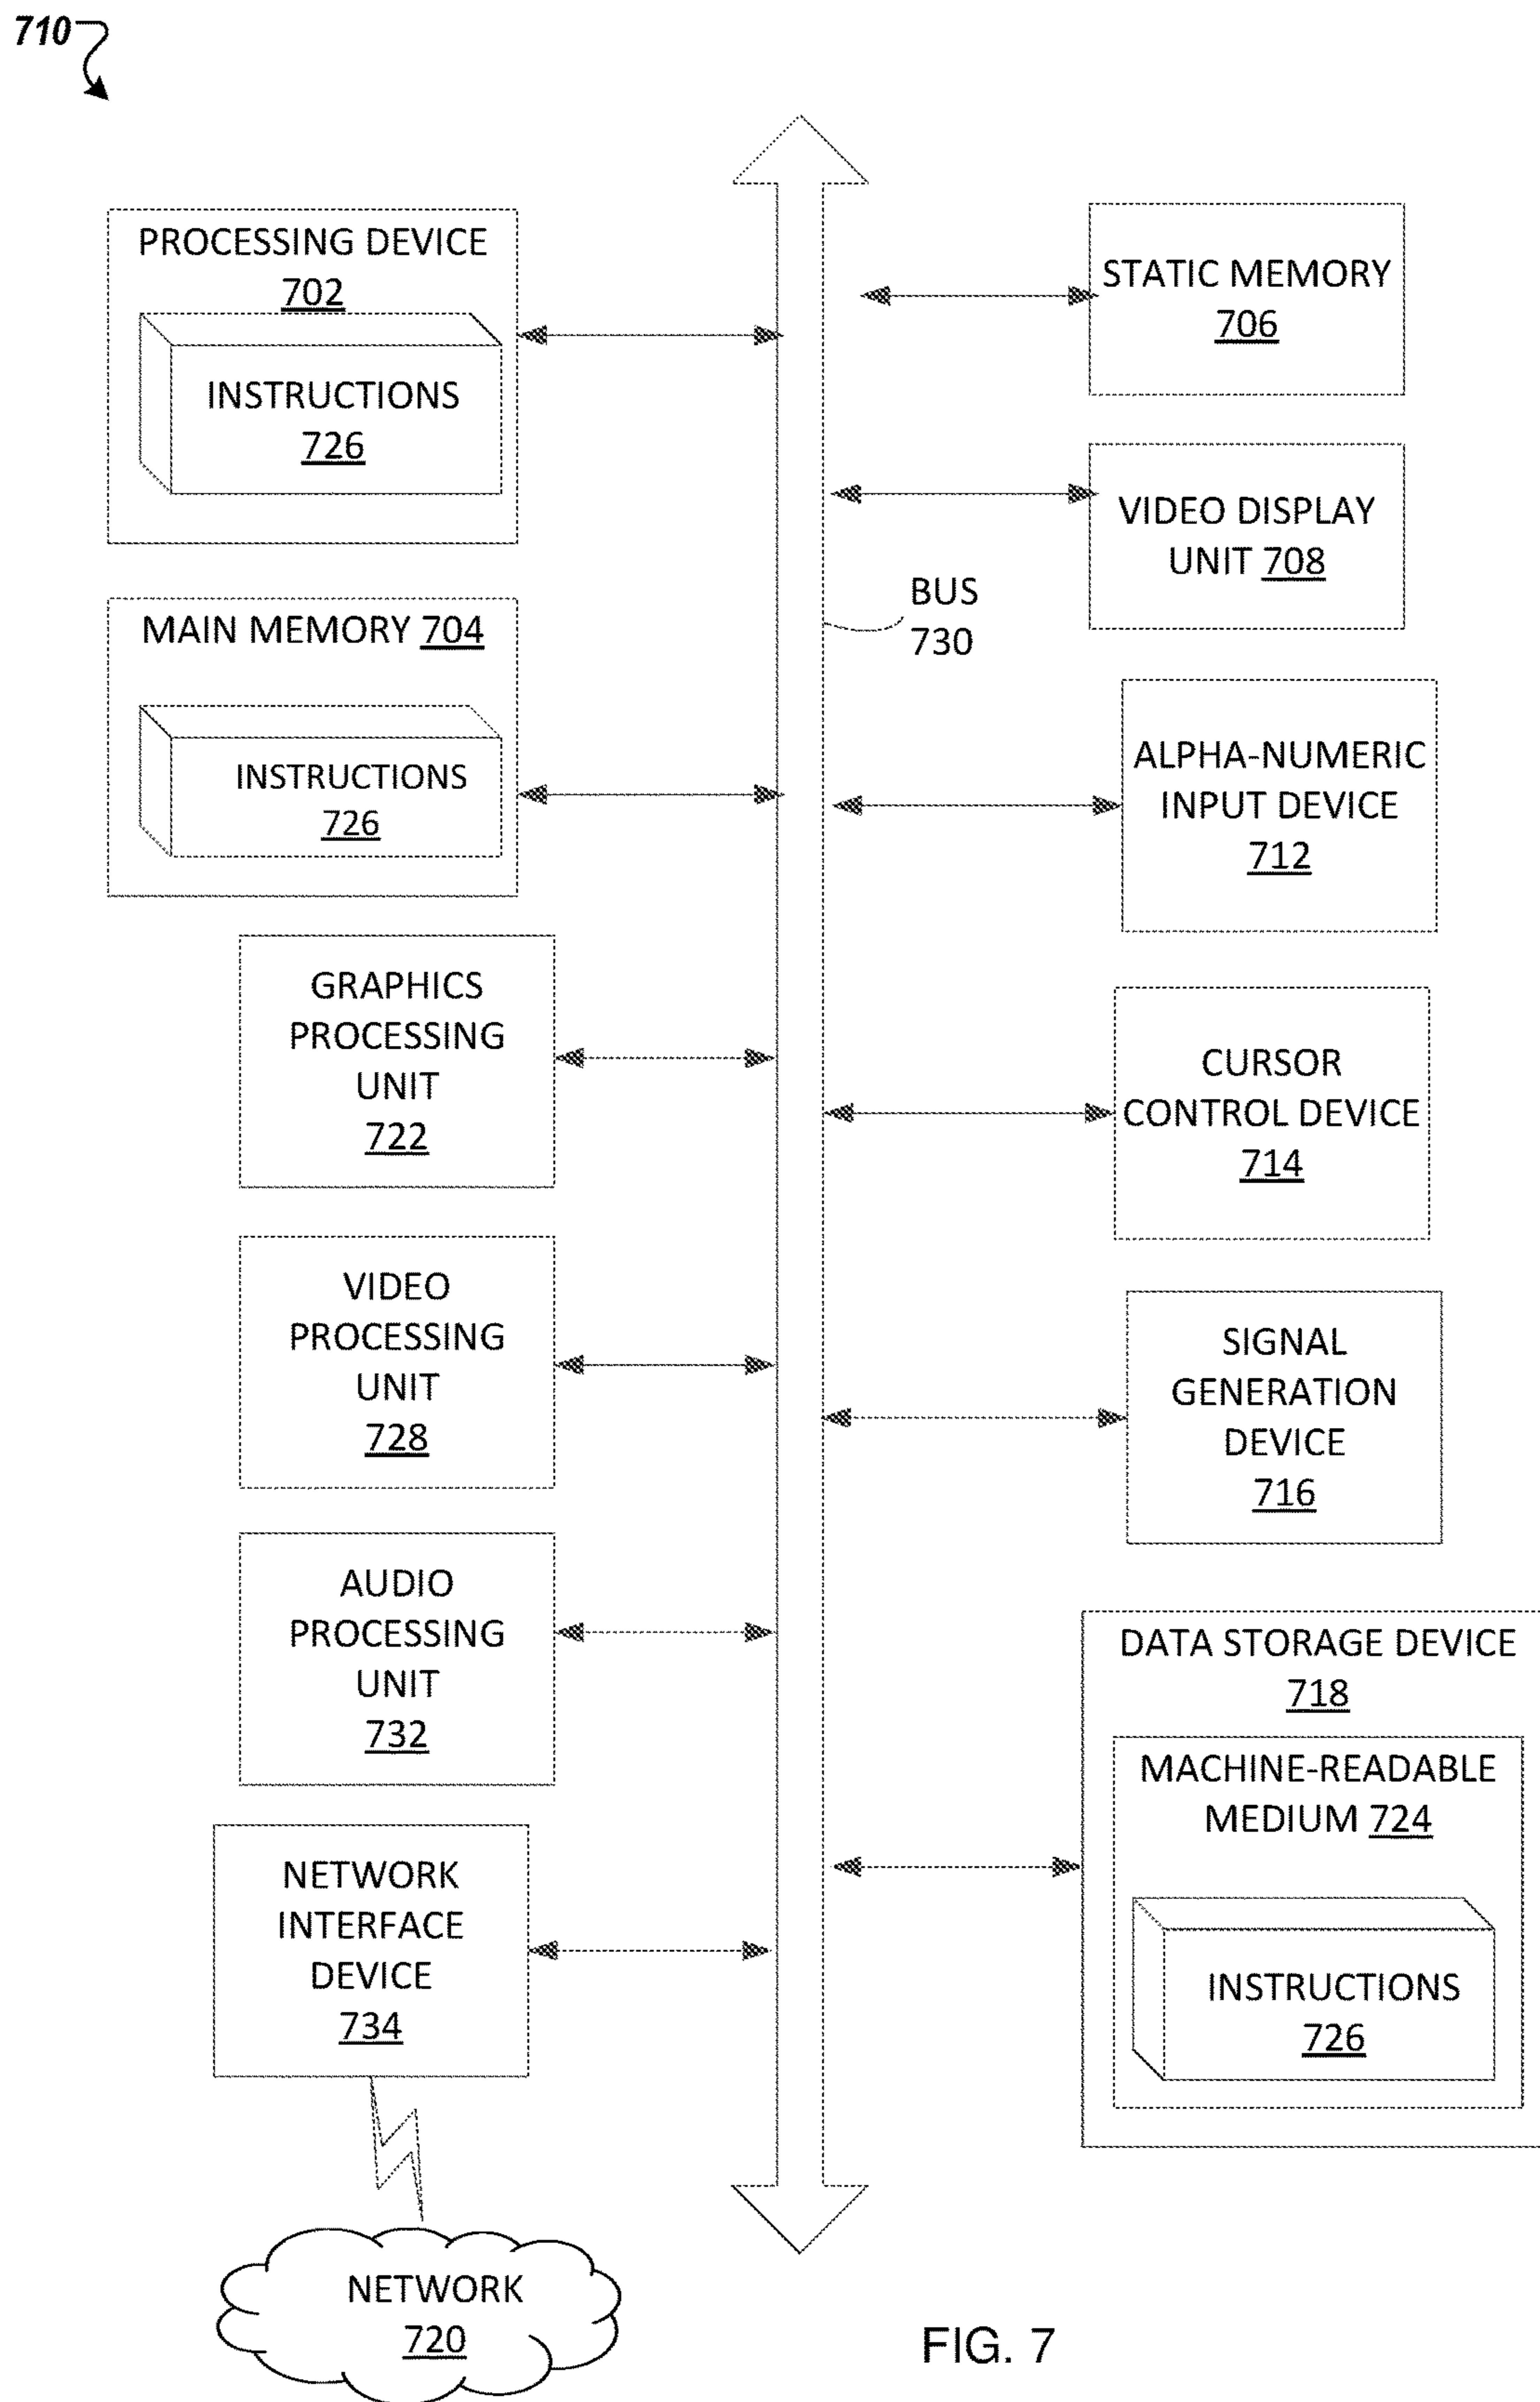 710
PROCESSING DEVICE
702
INSTRUCTIONS
726
MAIN MEMORY 704
INSTRUCTIONS
726
GRAPHICS
PROCESSING
UNIT
722
VIDEO
PROCESSING
UNIT
728
AUDIO
PROCESSING
UNIT
732
NETWORK
INTERFACE
DEVICE
734
NETWORK
720
BUS
730
STATIC MEMORY
706
VIDEO DISPLAY
UNIT 708
ALPHA-NUMERIC
INPUT DEVICE
712
CURSOR
CONTROL DEVICE
714
SIGNAL
GENERATION
DEVICE
716
DATA STORAGE DEVICE
718
MACHINE-READABLE
MEDIUM 724
INSTRUCTIONS
726
FIG. 7